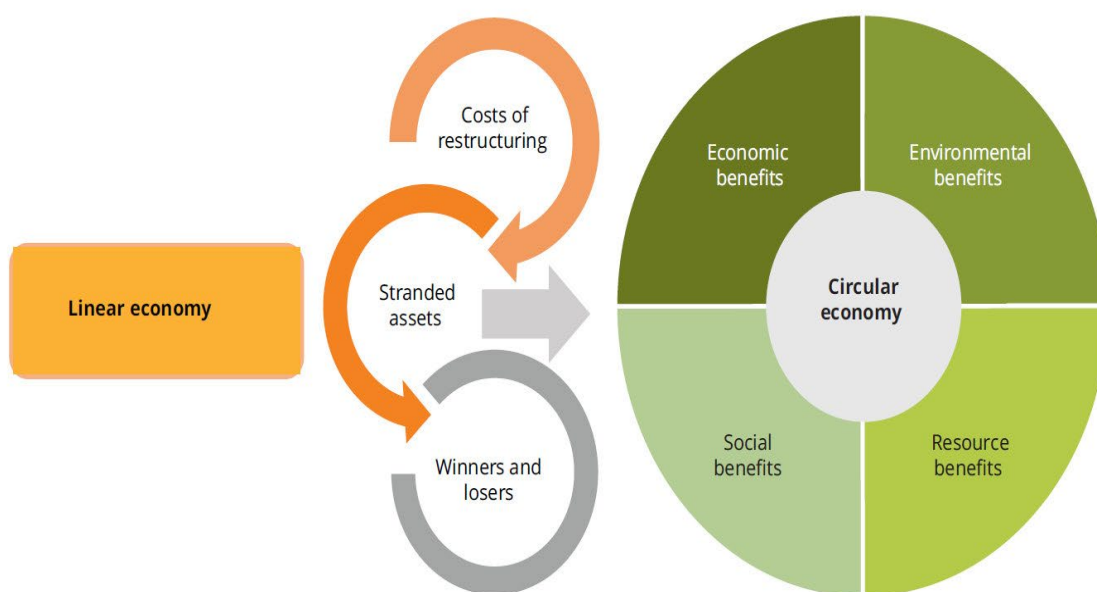 Linear economy
Costs of
restructuring
Stranded
assets
Winners and
losers
Economic
benefits
Environmental
benefits
Circular
economy
Social
benefits
Resource
benefits